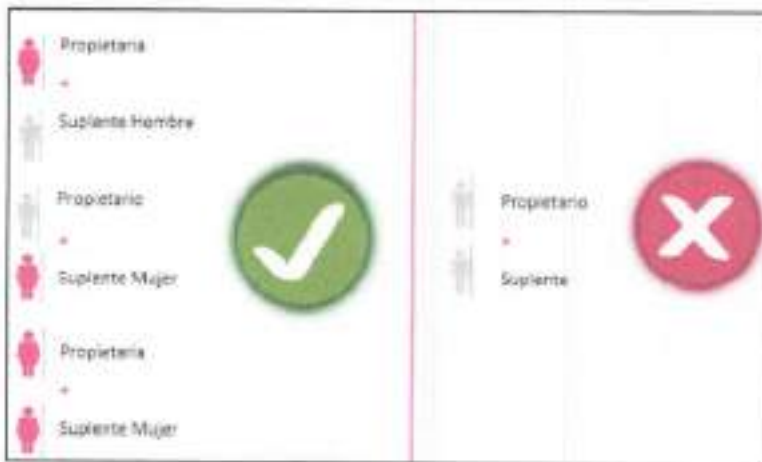 Propietaria
+
Suplente Hombre
Propietario
+
Suplente Mujer
Propietaria
+
Suplente Mujer
Propietario
+
Suplente